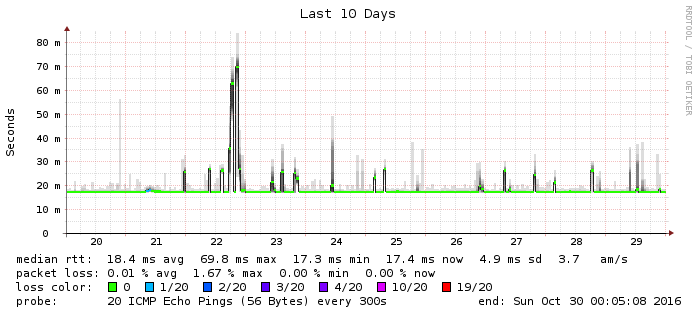 Last 10 Days
RRDTOOL / TOBI OETIKER
Seconds
80 m
70 m
60 m
50 m
40 m
30 m
20 m
10 m
0
20 21 22 23 24 25 26 27 28 29
median rtt: 18.4 ms avg 69.8 ms max 17.3 ms min 17.4 ms now 4.9 ms sd 3.7 am/s
packet loss: 0.01 % avg 1.67 % max 0.00 % min 0.00 % now
loss color: 0 1/20 2/20 3/20 4/20 10/20 19/20
probe: 20 ICMP Echo Pings (56 Bytes) every 300s end: Sun Oct 30 00:05:08 2016